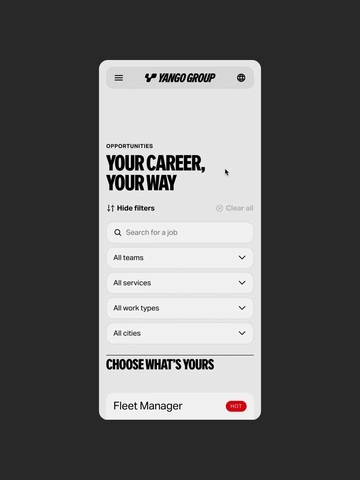 YANGO GROUP
OPPORTUNITIES
YOUR CAREER,
YOUR WAY
Hide filters
Clear all
Search for a job
All teams
All services
All work types
All cities
CHOOSE WHAT'S YOURS
Fleet Manager
HOT